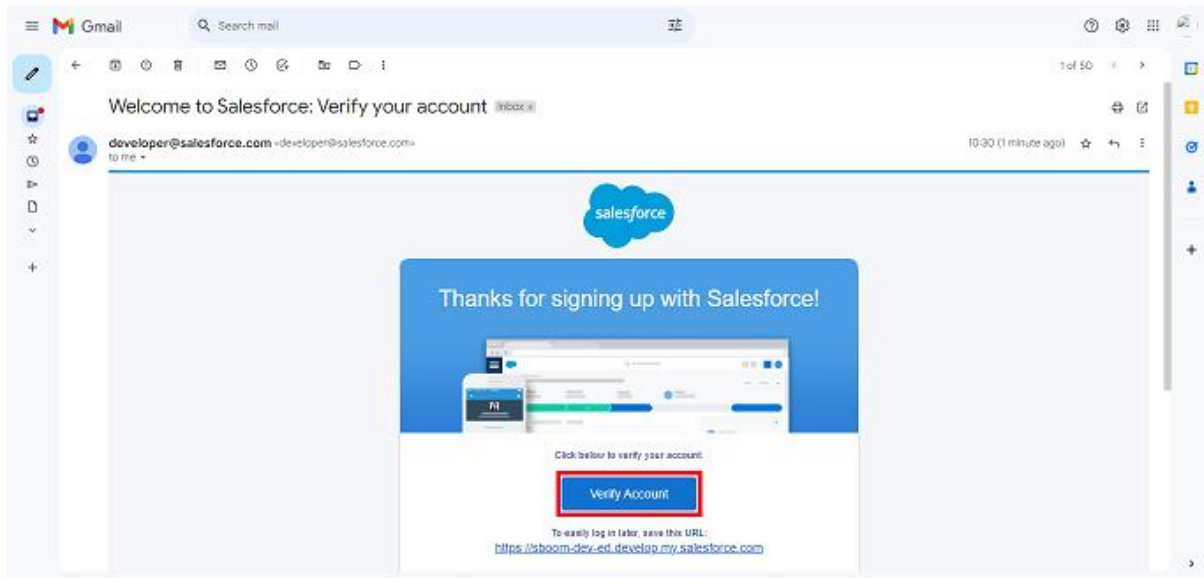 Gmail
Search mail
1 of 50
Welcome to Salesforce: Verify your account Inbox x
developer@salesforce.com <developer@salesforce.com>
10:30 (1 minute ago)
to me
salesforce
Thanks for signing up with Salesforce!
Click below to verify your account.
Verify Account
To easily log in later, save this URL:
https://sboom-dev-ed.develop.my.salesforce.com